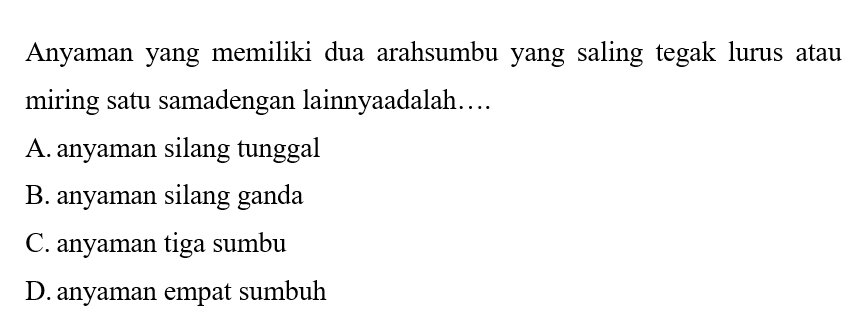 Anyaman yang memiliki dua arahsumbu yang saling tegak lurus atau
miring satu samadengan lainnyaadalah….
A. anyaman silang tunggal
B. anyaman silang ganda
C. anyaman tiga sumbu
D. anyaman empat sumbuh